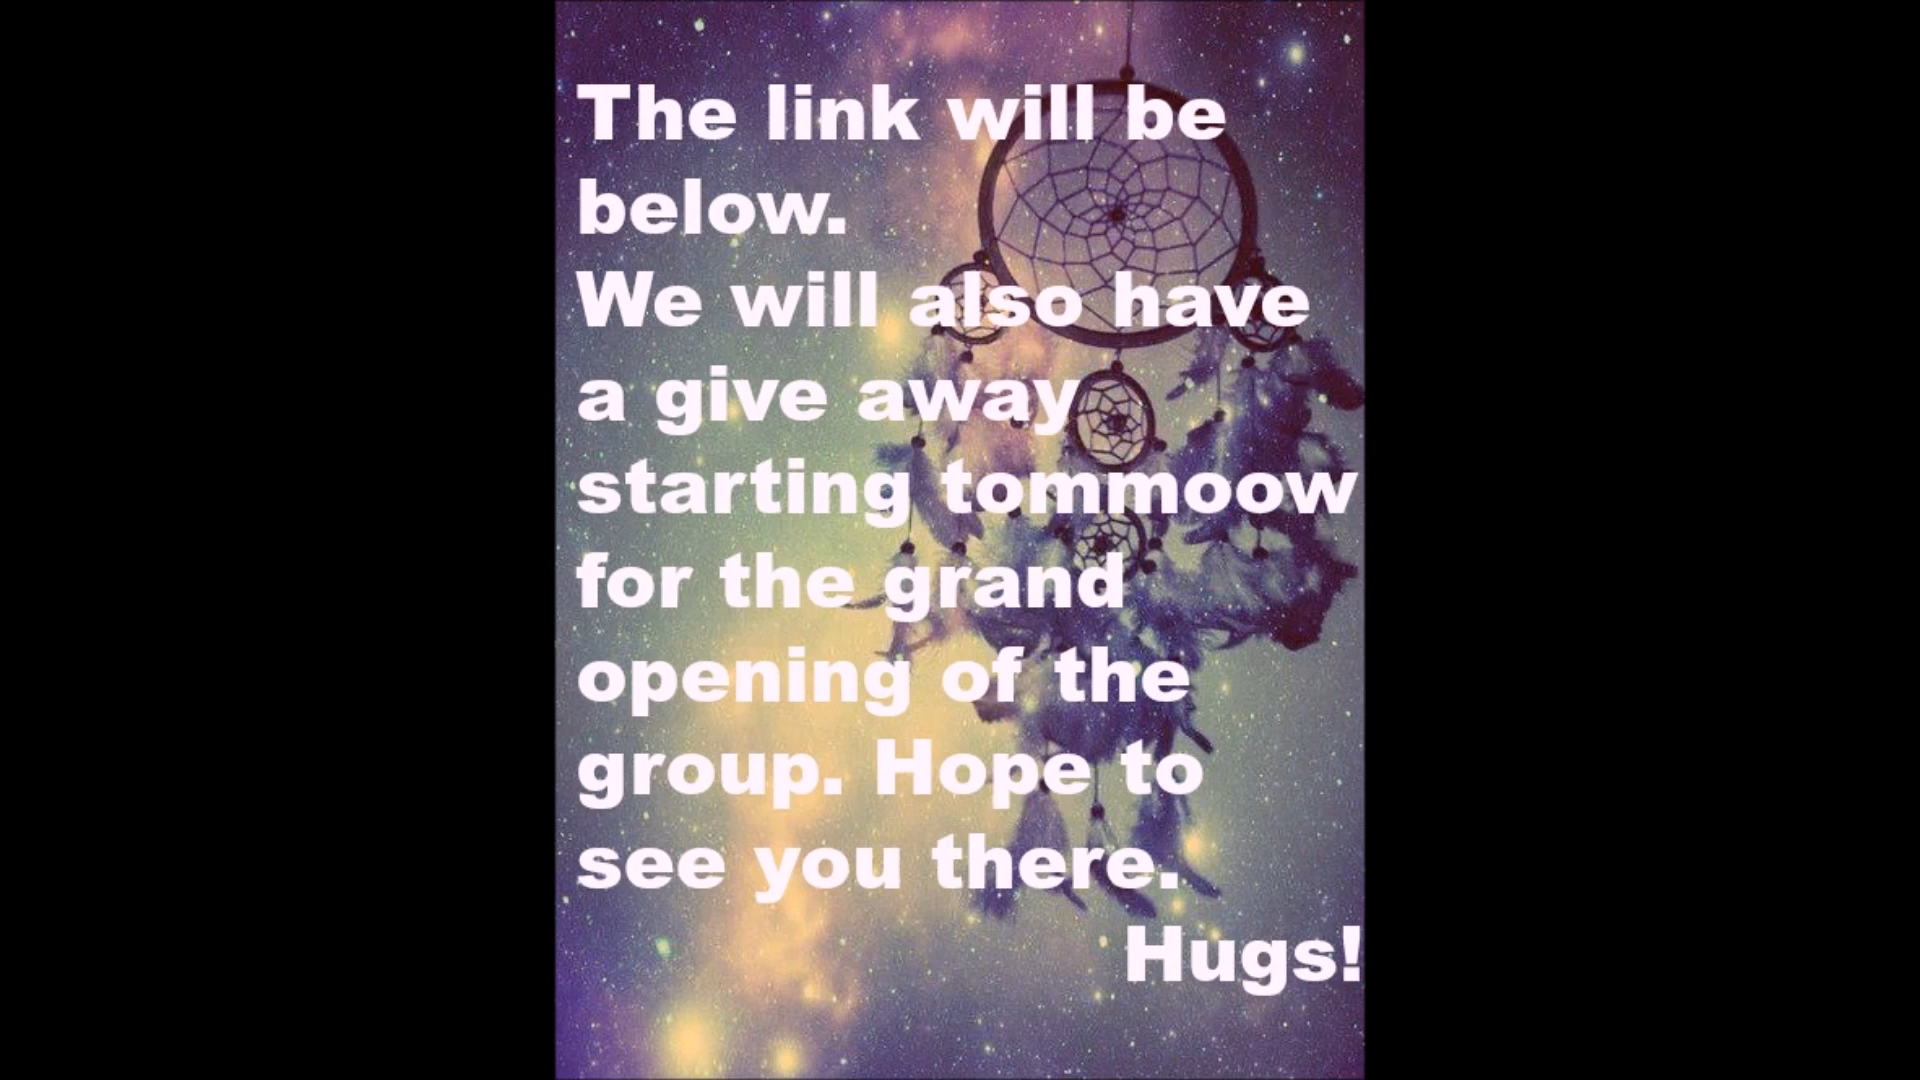 The link will be
below.
We will also have
a give away
starting tommoow
for the grand
opening of the
group. Hope to
see you there.
Hugs!